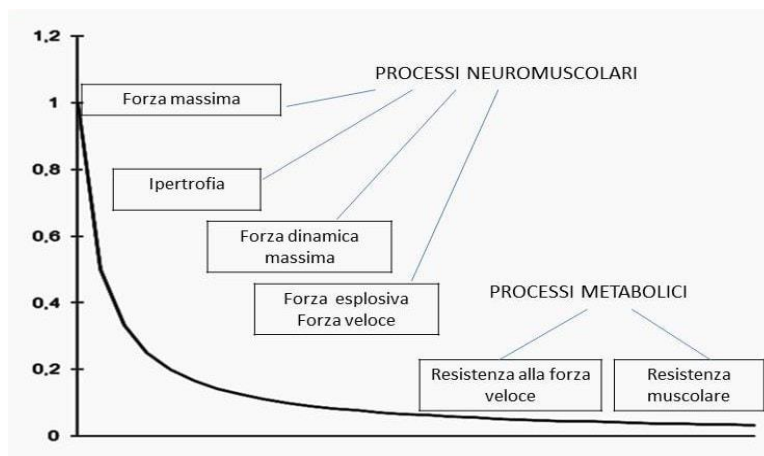 1,2
PROCESSI NEUROMUSCOLARI
Forza massima
1
0,8
Ipertrofia
0,6
Forza dinamica
massima
Forza esplosiva
Forza veloce
PROCESSI METABOLICI
0,4
0,2
Resistenza alla forza
veloce
Resistenza
muscolare
0